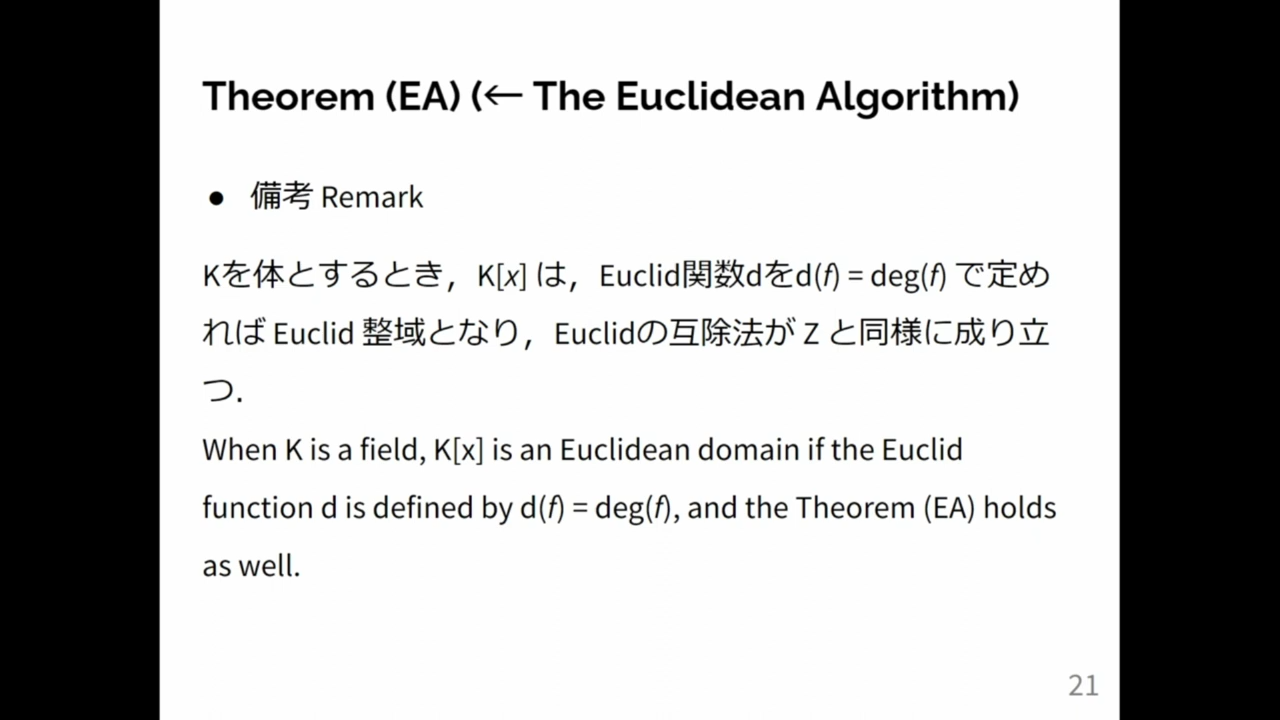 Theorem (EA) (← The Euclidean Algorithm)
● 備考 Remark
Kを体とするとき，K[x] は，Euclid関数dをd(f) = deg(f) で定め
れば Euclid 整域となり，Euclidの互除法が Z と同様に成り立
つ．
When K is a field, K[x] is an Euclidean domain if the Euclid
function d is defined by d(f) = deg(f), and the Theorem (EA) holds
as well.
21